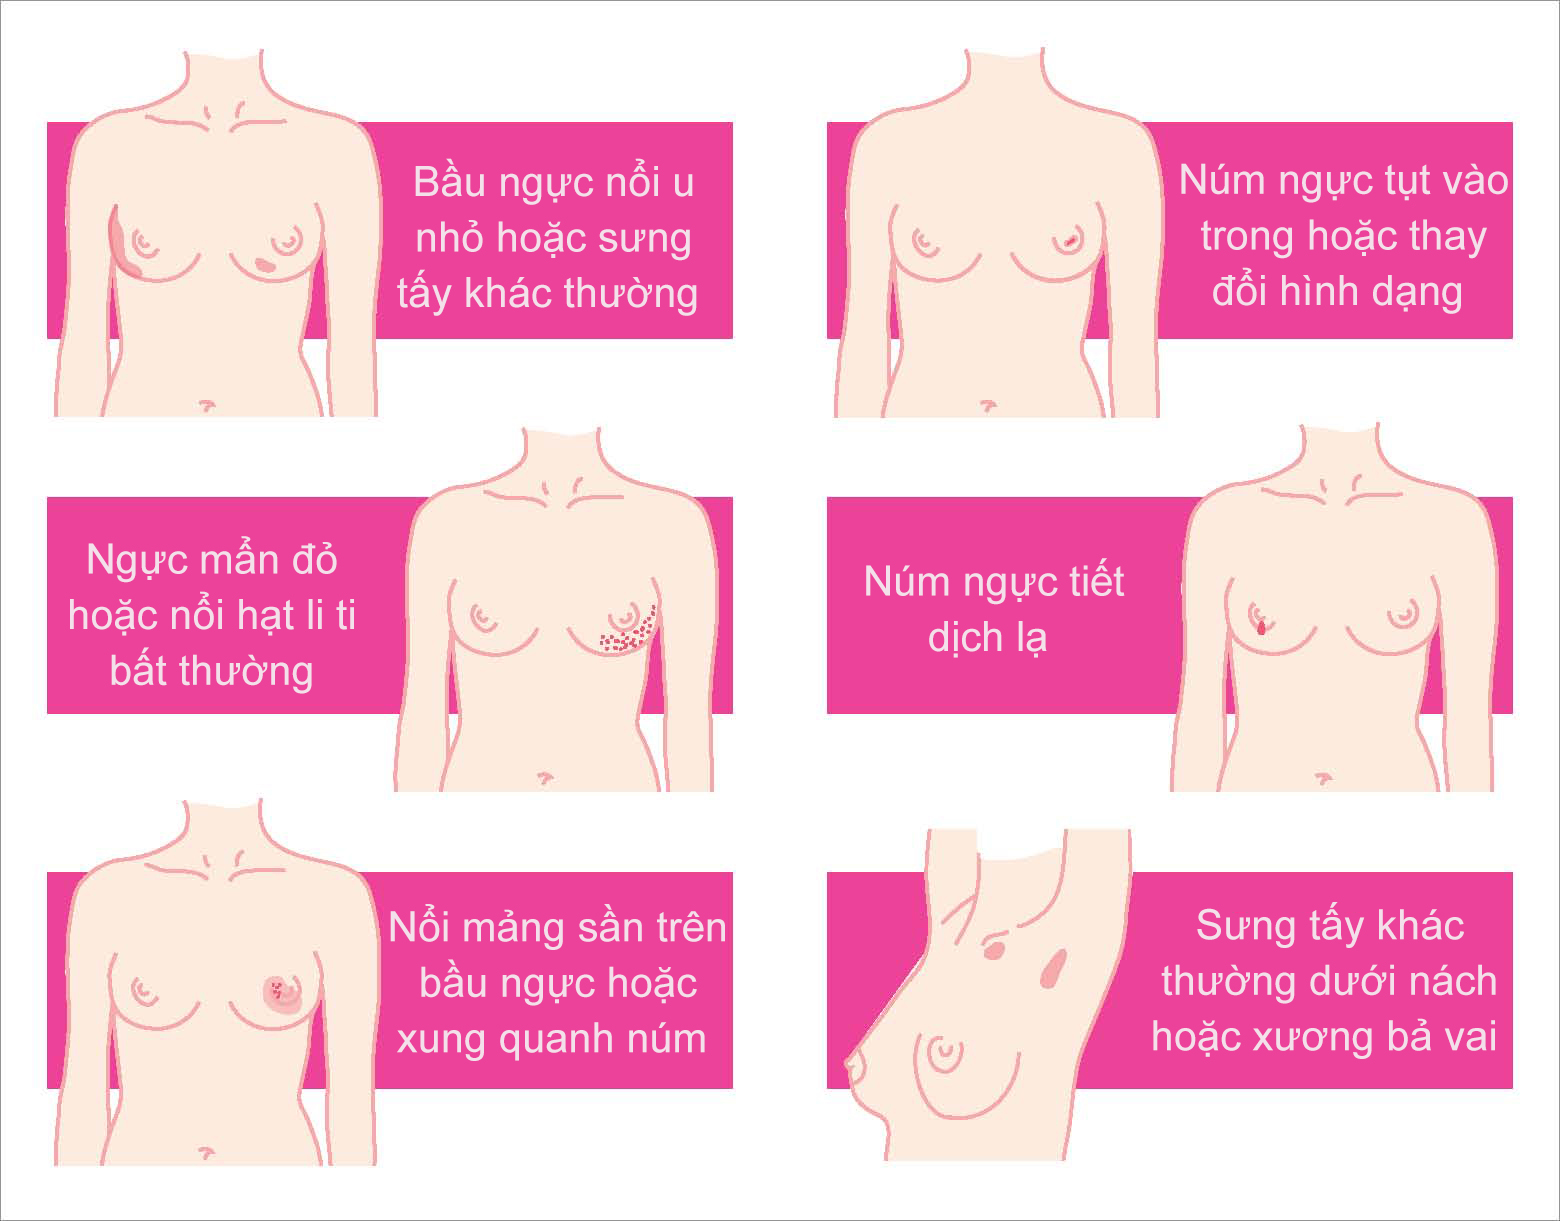 Bầu ngực nổi u
nhỏ hoặc sưng
tấy khác thường
Núm ngực tụt vào
trong hoặc thay
đổi hình dạng
Ngực mẩn đỏ
hoặc nổi hạt li ti
bất thường
Núm ngực tiết
dịch lạ
Nổi mảng sần trên
bầu ngực hoặc
xung quanh núm
Sưng tấy khác
thường dưới nách
hoặc xương bả vai